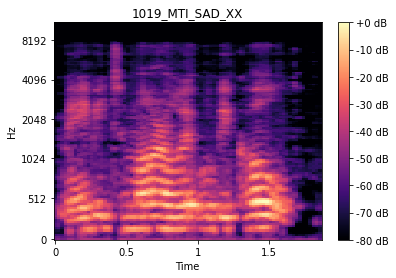 1019_MTI_SAD_XX
8192
4096
2048
1024
512
0
Hz
0
0.5
1
1.5
Time
+0 dB
-10 dB
-20 dB
-30 dB
-40 dB
-50 dB
-60 dB
-70 dB
-80 dB